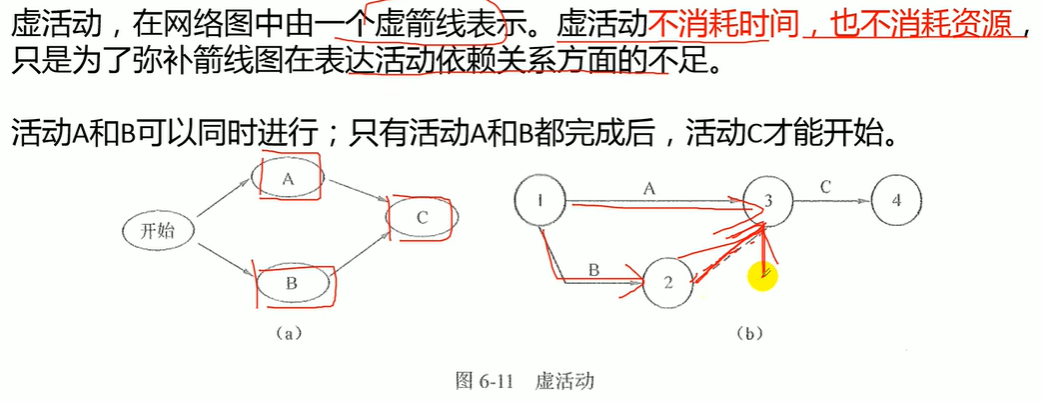 虚活动，在网络图中由一个虚箭线表示。虚活动不消耗时间，也不消耗资源，
只是为了弥补箭线图在表达活动依赖关系方面的不足。
活动A和B可以同时进行；只有活动A和B都完成后，活动C才能开始。
开始
A
B
C
(a)
1
A
3
C
4
B
2
(b)
图 6-11 虚活动